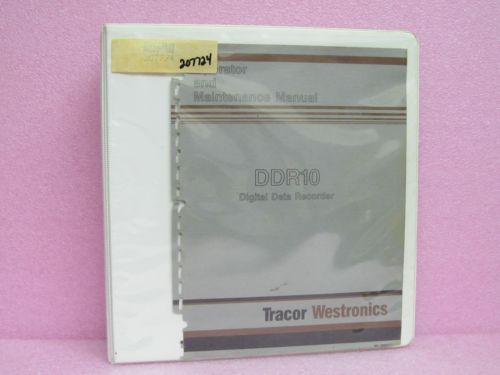 207724
and
Maintenance Manual
DDR10
Digital Data Recorder
Tracor Westronics